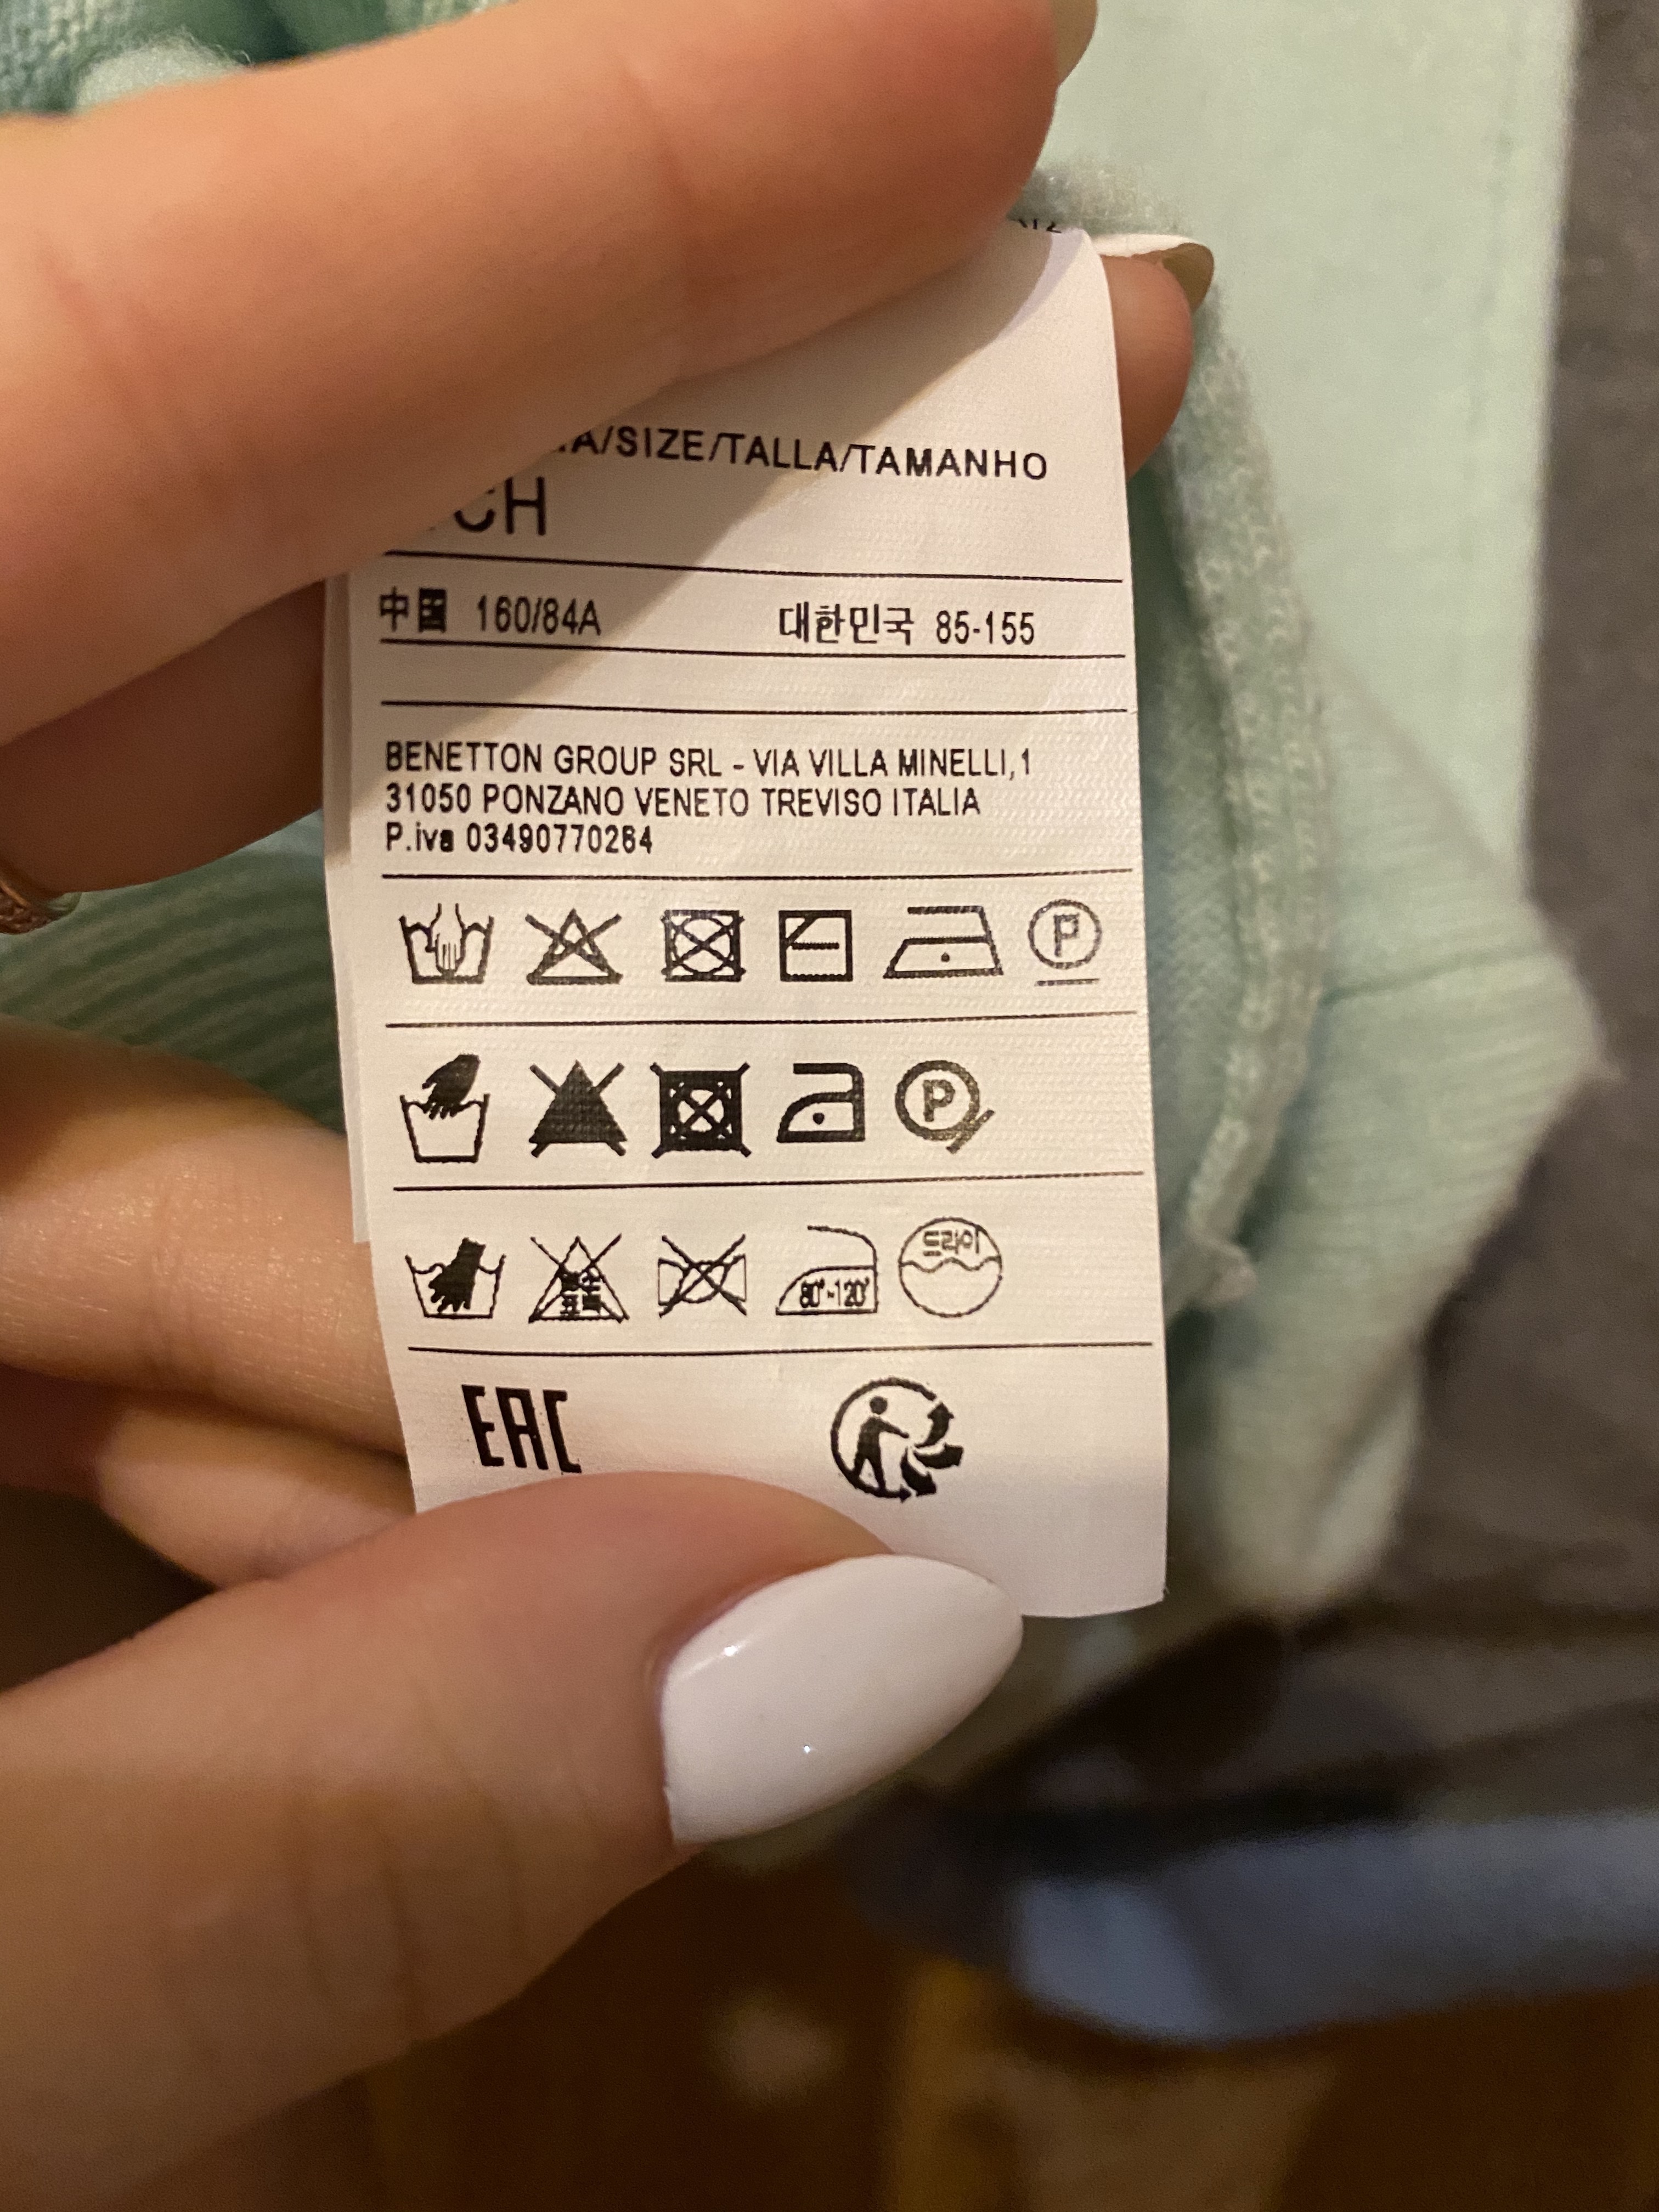 /SIZE/TALLA/TAMANHO
CH
中国 160/84A 대한민국 85-155
BENETTON GROUP SRL - VIA VILLA MINELLI,1
31050 PONZANO VENETO TREVISO ITALIA
P.iva 03490770264
P
P
80°-120°
드라이
EAC